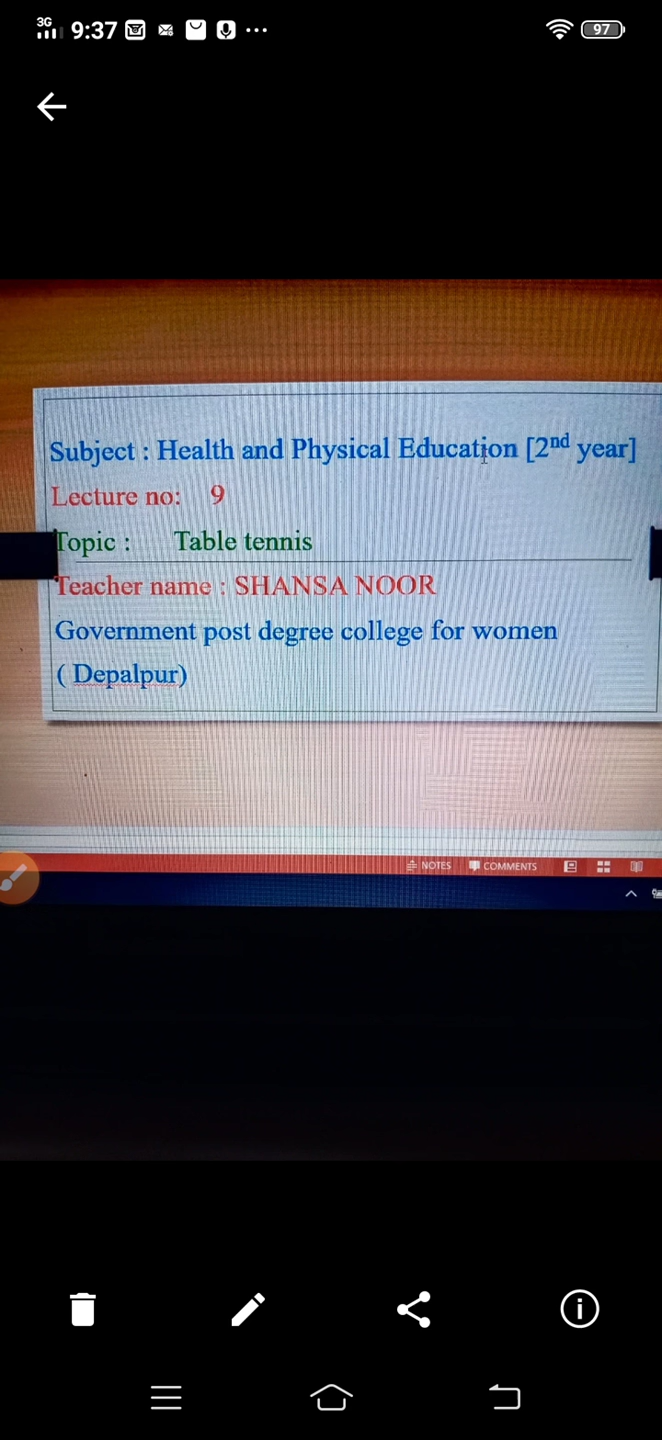 3G
9:37
97
Subject : Health and Physical Education [2nd year]
Lecture no: 9
Topic : Table tennis
Teacher name : SHANSA NOOR
Government post degree college for women
( Depalpur)
NOTES COMMENTS